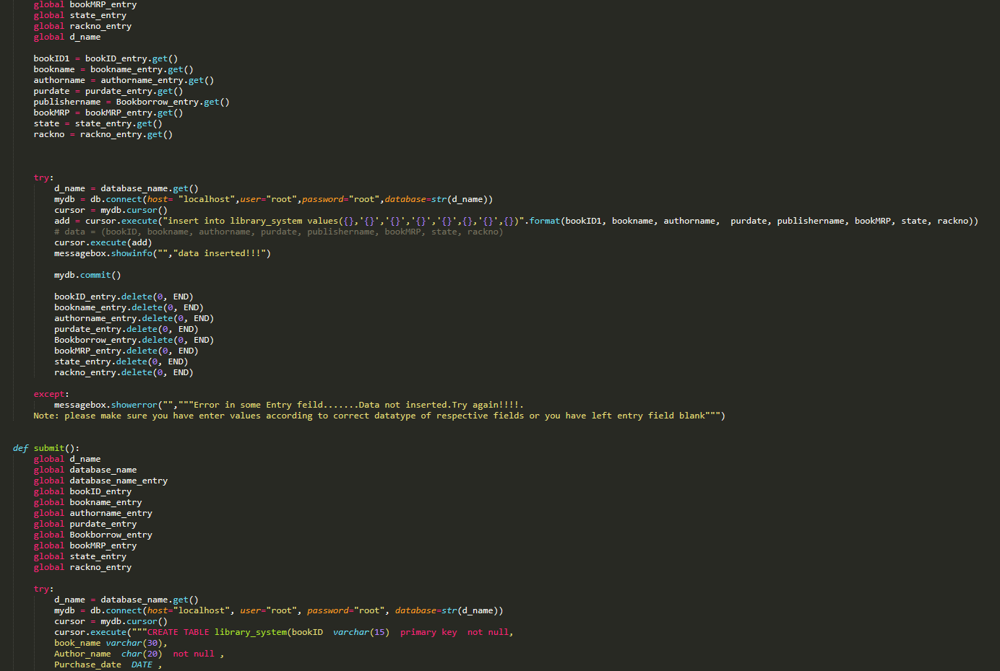 global bookMRP_entry
global state_entry
global rackno_entry
global d_name
bookID1 = bookID_entry.get()
bookname = bookname_entry.get()
authorname = authorname_entry.get()
purdate = purdate_entry.get()
publishername = Bookborrow_entry.get()
bookMRP = bookMRP_entry.get()
state = state_entry.get()
rackno = rackno_entry.get()
try:
d_name = database_name.get()
mydb = db.connect(host= "localhost",user="root",password="root",database=str(d_name))
cursor = mydb.cursor()
add = cursor.execute("insert into library_system values({},'{}','{}','{}','{}',{},'{}',{})".format(bookID1, bookname, authorname,  purdate, publishername, bookMRP, state, rackno))
# data = (bookID, bookname, authorname, purdate, publishername, bookMRP, state, rackno)
cursor.execute(add)
messagebox.showinfo("","data inserted!!!")
mydb.commit()
bookID_entry.delete(0, END)
bookname_entry.delete(0, END)
authorname_entry.delete(0, END)
purdate_entry.delete(0, END)
Bookborrow_entry.delete(0, END)
bookMRP_entry.delete(0, END)
state_entry.delete(0, END)
rackno_entry.delete(0, END)
except:
messagebox.showerror("","""Error in some Entry feild.......Data not inserted.Try again!!!!.
Note: please make sure you have enter values according to correct datatype of respective fields or you have left entry field blank""")
def submit():
global d_name
global database_name
global database_name_entry
global bookID_entry
global bookname_entry
global authorname_entry
global purdate_entry
global Bookborrow_entry
global bookMRP_entry
global state_entry
global rackno_entry
try:
d_name = database_name.get()
mydb = db.connect(host="localhost", user="root", password="root", database=str(d_name))
cursor = mydb.cursor()
cursor.execute("""CREATE TABLE library_system(bookID  varchar(15)  primary key  not null,
book_name varchar(30),
Author_name  char(20)  not null ,
Purchase_date  DATE ,